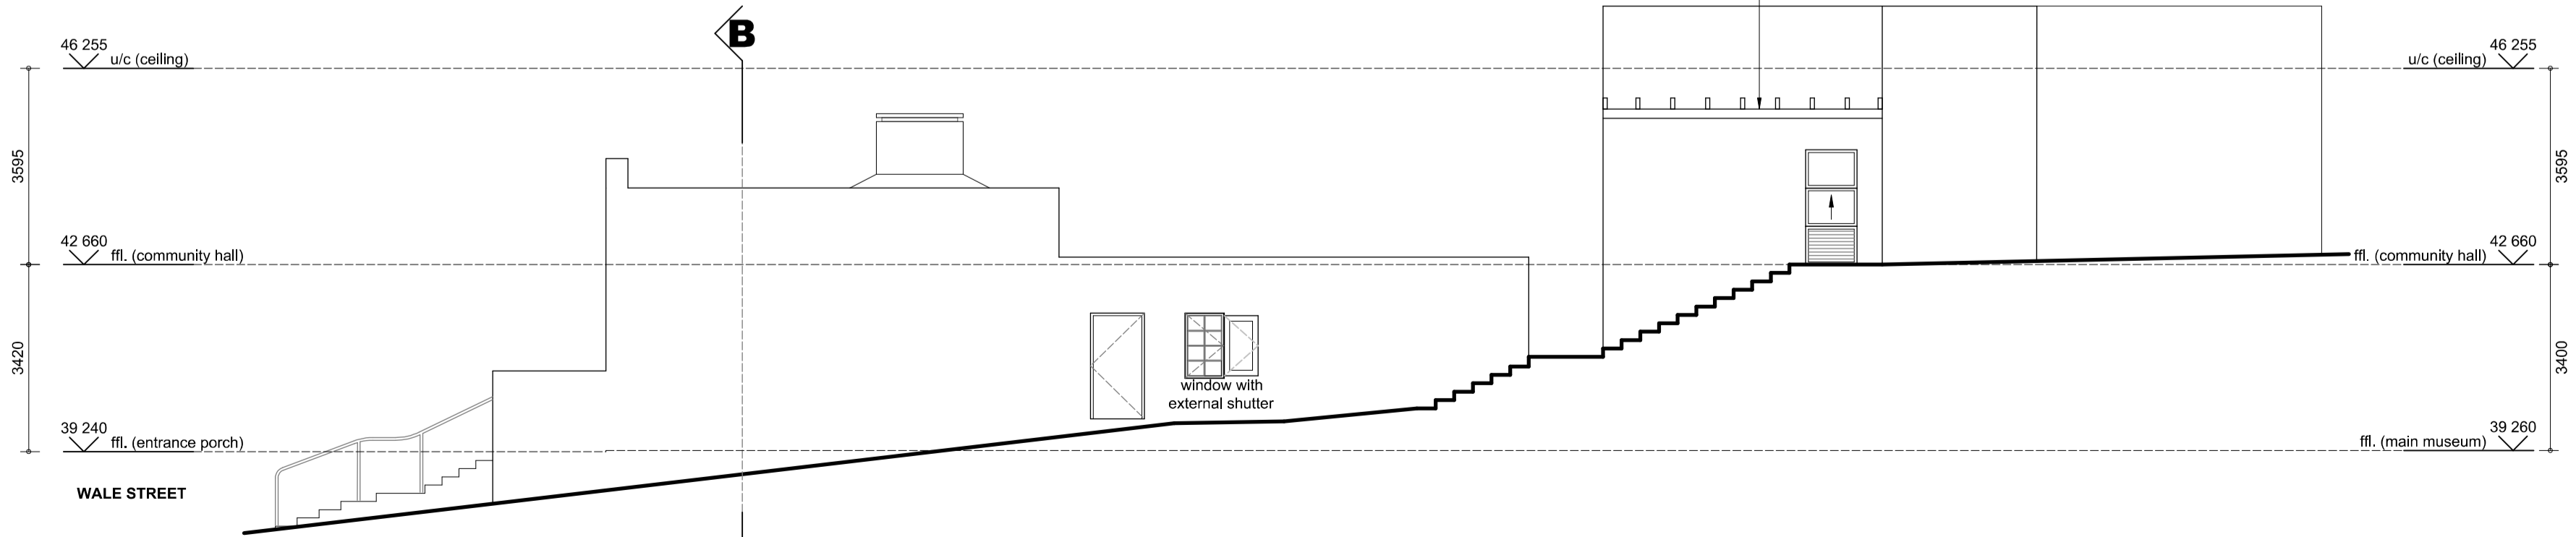 B
46 255
u/c (ceiling)
u/c (ceiling)
46 255
3595
3595
42 660
ffl. (community hall)
ffl. (community hall)
42 660
3420
3400
window with
external shutter
39 240
ffl. (entrance porch)
ffl. (main museum)
39 260
WALE STREET